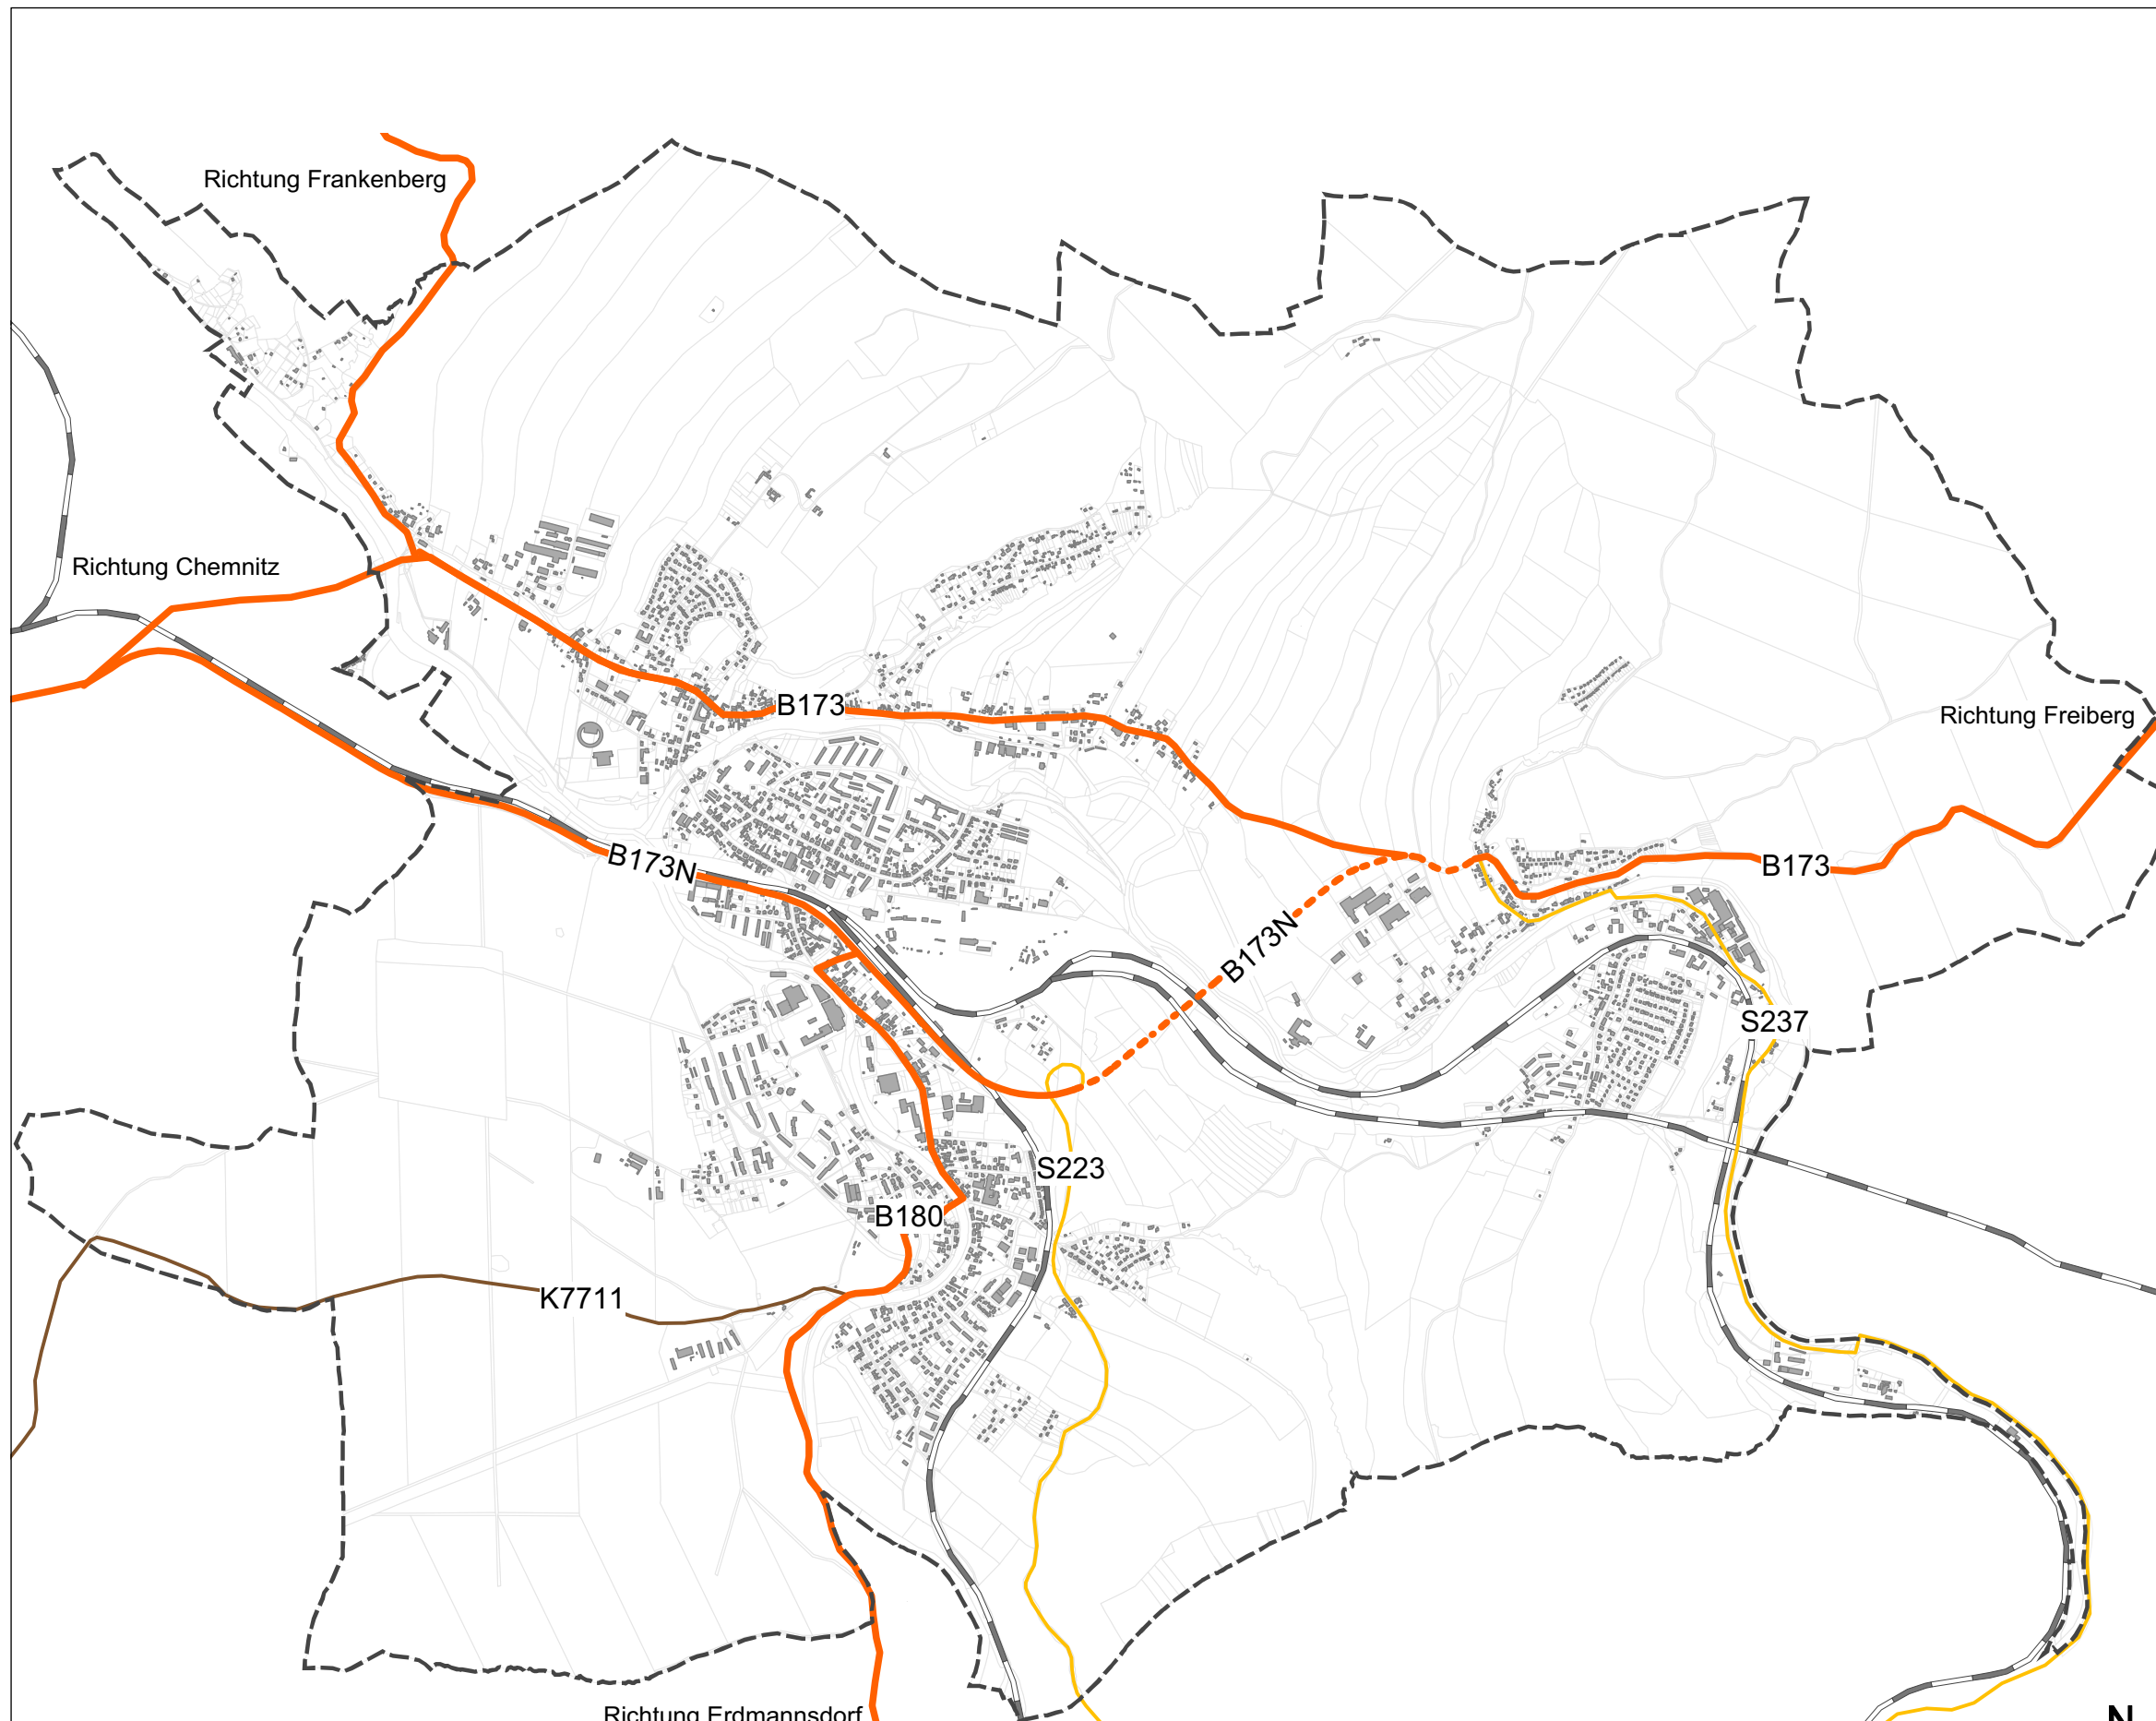 Richtung Frankenberg
Richtung Chemnitz
B173
Richtung Freiberg
B173N
B173
B173N
S237
S223
B180
K7711
Richtung Erdmannsdorf
N